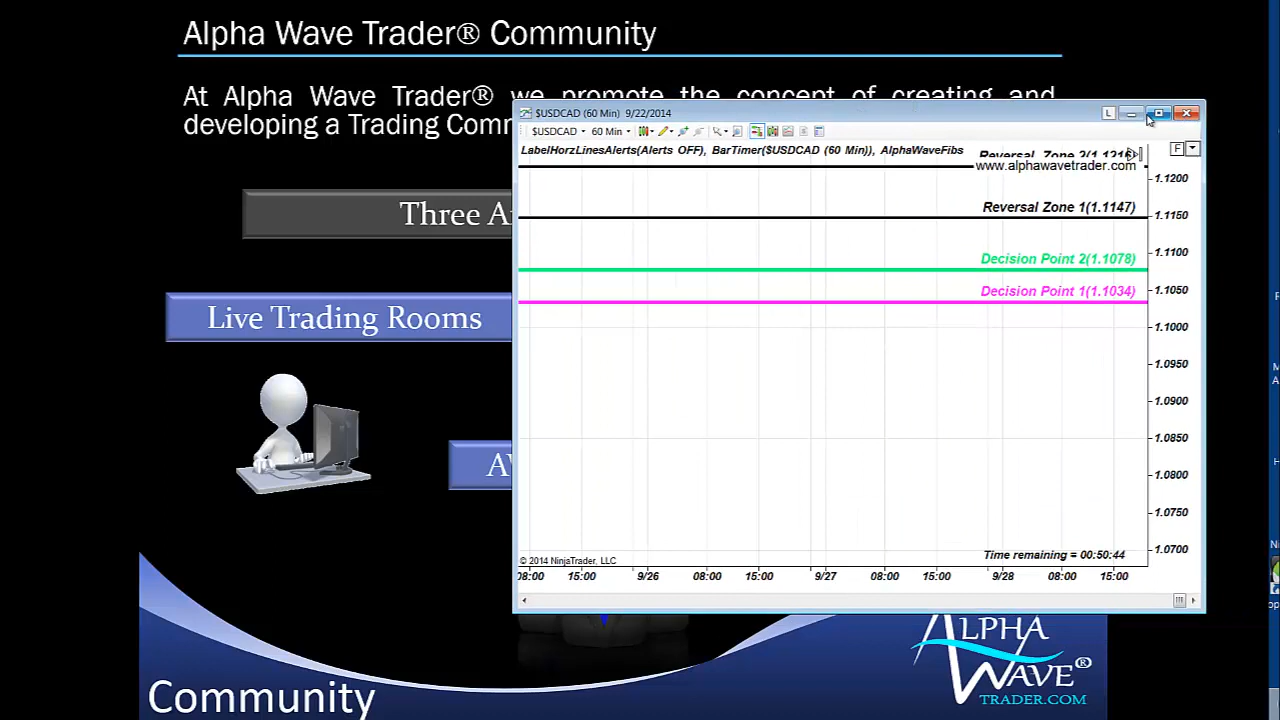 Alpha Wave Trader® Community
At Alpha Wave Trader® we promote the concept of creating and
developing a Trading Comm
Three A
Live Trading Rooms
A
$USDCAD (60 Min) 9/22/2014
L
$USDCAD 60 Min
LabelHorzLinesAlerts(Alerts OFF), BarTimer($USDCAD (60 Min)), AlphaWaveFibs
F
Reversal Zone 2(1.1216)
www.alphawavetrader.com
1.1200
Reversal Zone 1(1.1147)
1.1150
Decision Point 2(1.1078)
1.1100
Decision Point 1(1.1034)
1.1050
1.1000
1.0950
1.0900
1.0850
1.0800
1.0750
1.0700
Time remaining = 00:50:44
© 2014 NinjaTrader, LLC
08:00 15:00 9/26 08:00 15:00 9/27 08:00 15:00 9/28 08:00 15:00
Community
ALPHA
WAVE®
TRADER.COM